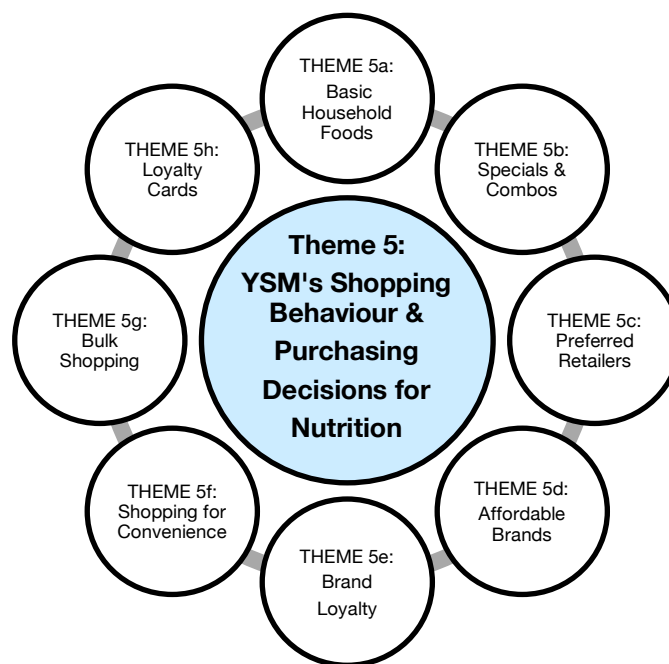 THEME 5a:
Basic
Household
Foods
THEME 5b:
Specials &
Combos
THEME 5c:
Preferred
Retailers
THEME 5d:
Affordable
Brands
THEME 5e:
Brand
Loyalty
THEME 5f:
Shopping for
Convenience
THEME 5g:
Bulk
Shopping
THEME 5h:
Loyalty
Cards
Theme 5:
YSM's Shopping
Behaviour &
Purchasing
Decisions for
Nutrition